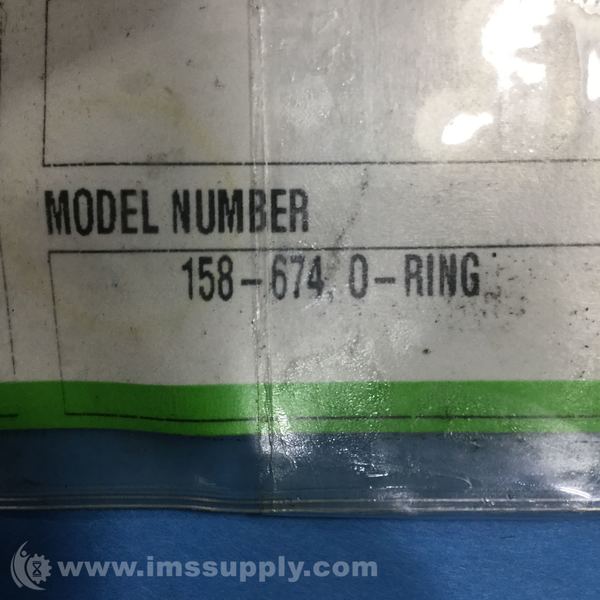 MODEL NUMBER
158-674, O-RING
www.imssupply.com